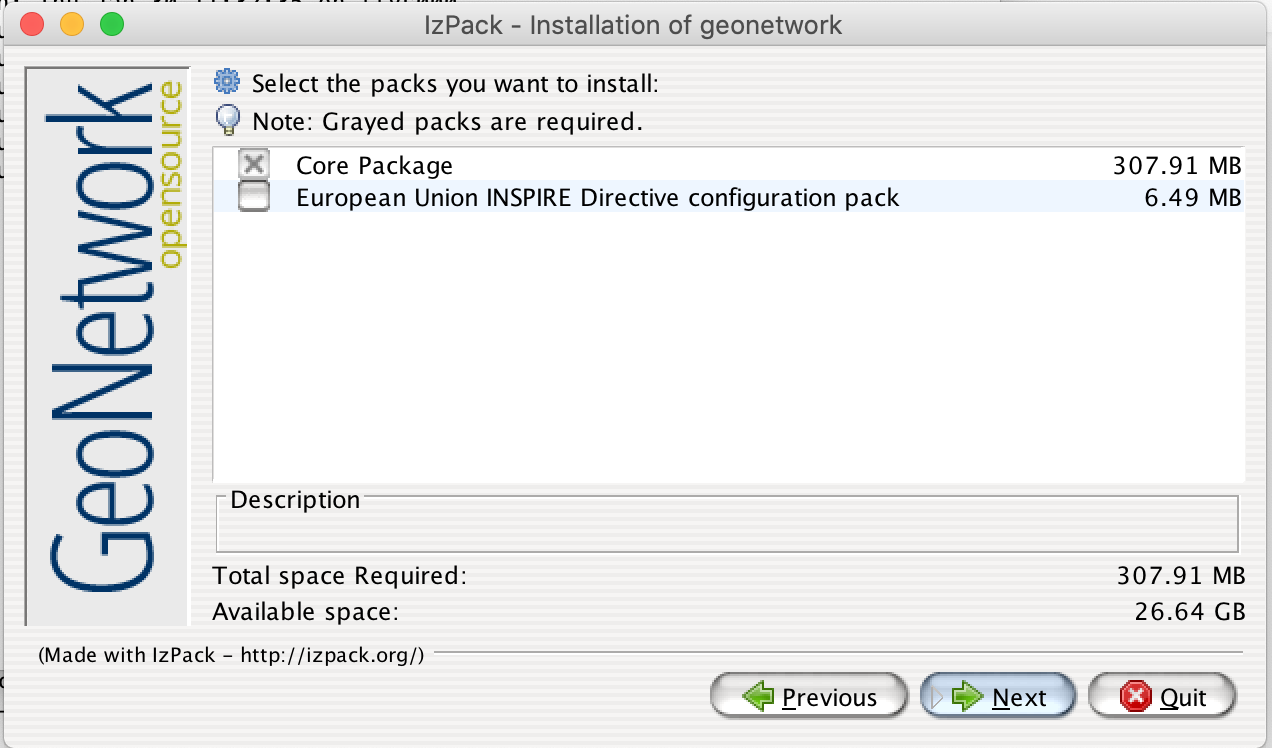 IzPack - Installation of geonetwork
GeoNetwork
opensource
Select the packs you want to install:
Note: Grayed packs are required.
Core Package 307.91 MB
European Union INSPIRE Directive configuration pack 6.49 MB
Description
Total space Required: 307.91 MB
Available space: 26.64 GB
(Made with IzPack - http://izpack.org/)
Previous Next Quit